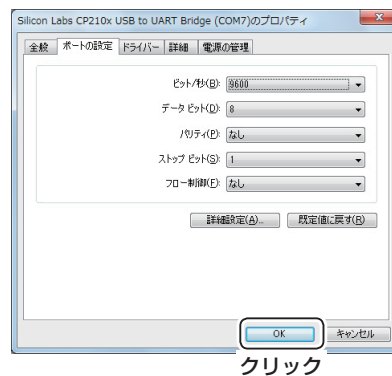 Silicon Labs CP210x USB to UART Bridge (COM7)のプロパティ
全般 ポートの設定 ドライバー 詳細 電源の管理
ビット/秒(B): 9600
データ ビット(D): 8
パリティ(P): なし
ストップ ビット(S): 1
フロー制御(F): なし
詳細設定(A)... 既定値に戻す(R)
OK キャンセル
クリック